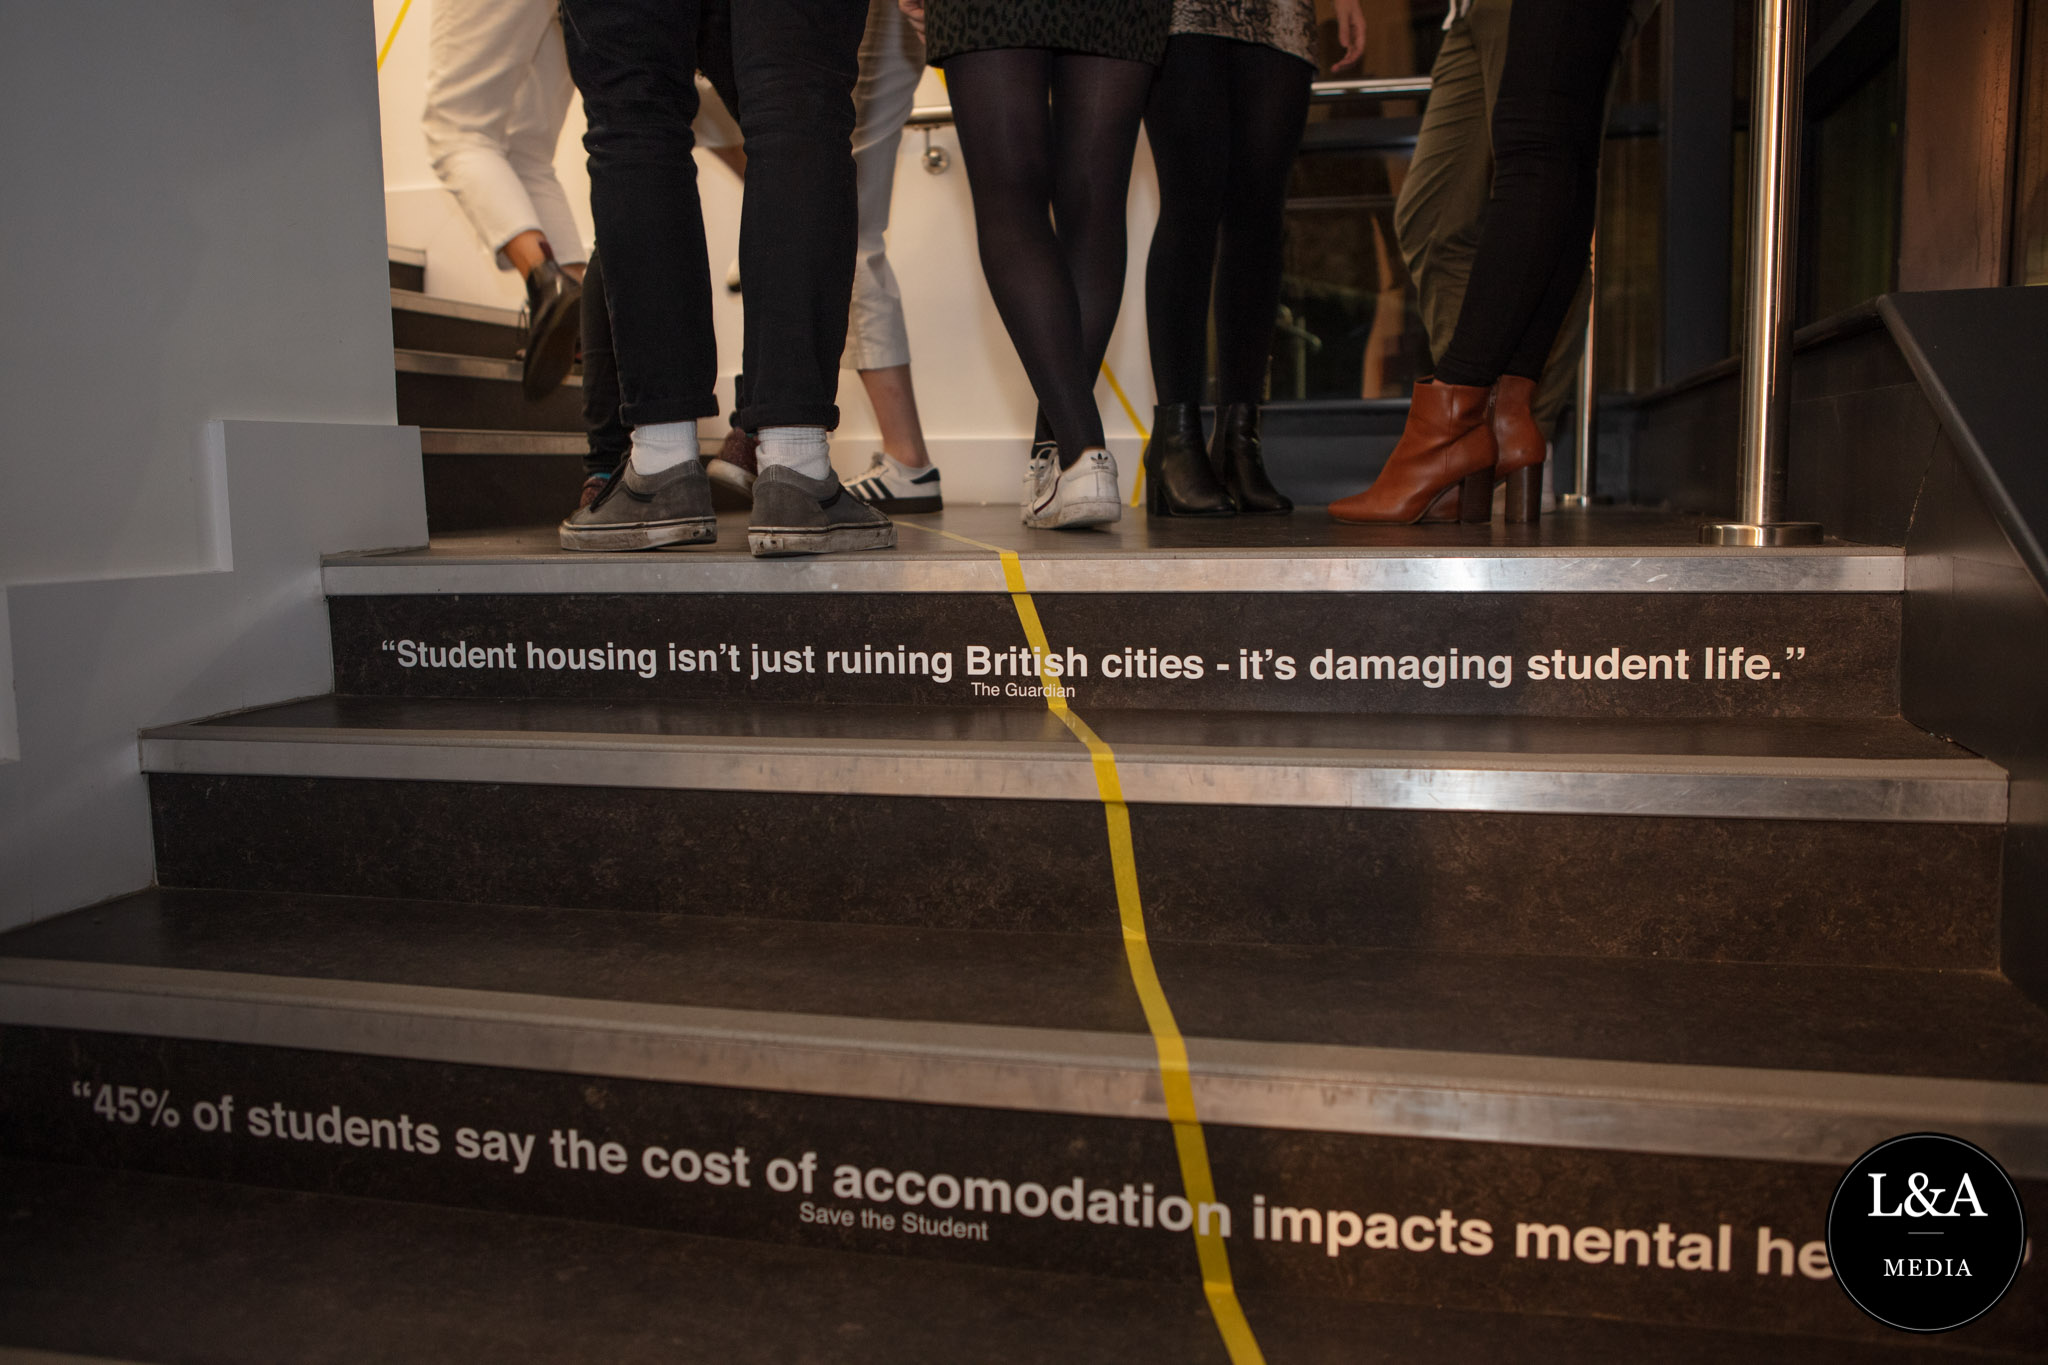 “Student housing isn’t just ruining British cities - it’s damaging student life.”
The Guardian
“45% of students say the cost of accomodation impacts mental
Save the Student
L&A
MEDIA